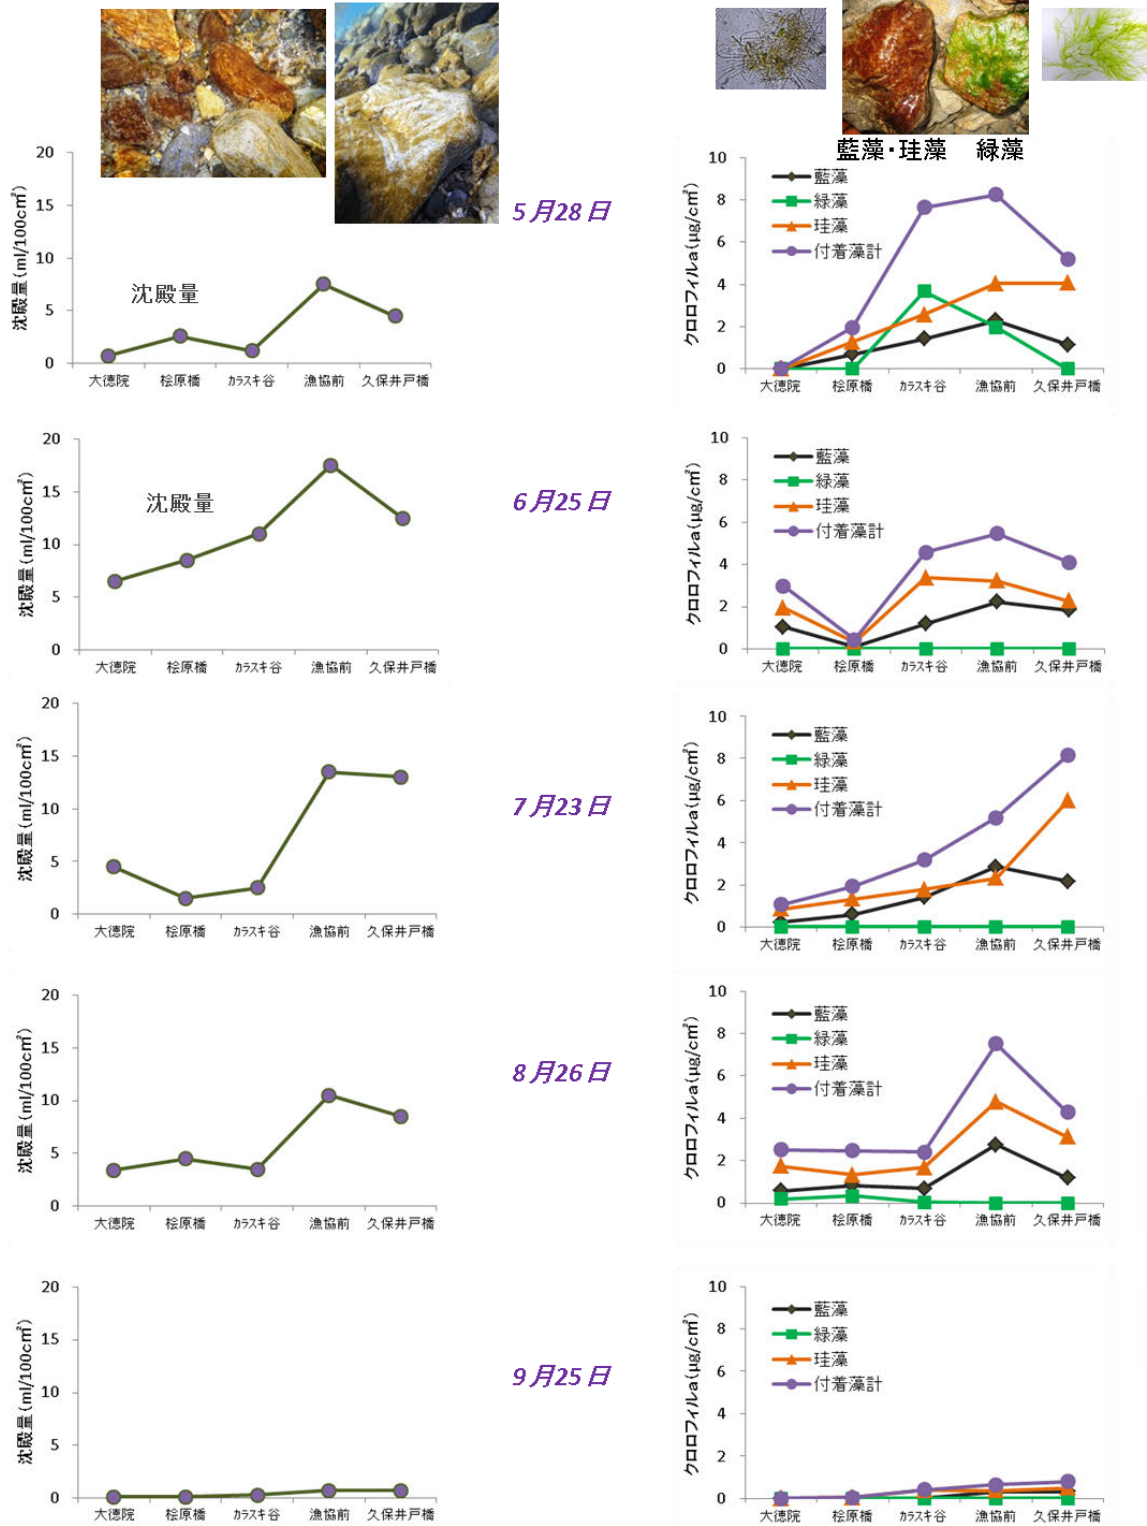 藍藻・珪藻 緑藻
5月28日
沈殿量(ml/100c㎡)
20
15
10
5
0
沈殿量
大徳院 桧原橋 ｶﾗｽｷ谷 漁協前 久保井戸橋
クロロフィルa(μg/c㎡)
10
8
6
4
2
0
藍藻
緑藻
珪藻
付着藻計
大徳院 桧原橋 ｶﾗｽｷ谷 漁協前 久保井戸橋
6月25日
沈殿量(ml/100c㎡)
20
15
10
5
0
沈殿量
大徳院 桧原橋 ｶﾗｽｷ谷 漁協前 久保井戸橋
クロロフィルa(μg/c㎡)
10
8
6
4
2
0
藍藻
緑藻
珪藻
付着藻計
大徳院 桧原橋 ｶﾗｽｷ谷 漁協前 久保井戸橋
7月23日
沈殿量(ml/100c㎡)
20
15
10
5
0
大徳院 桧原橋 ｶﾗｽｷ谷 漁協前 久保井戸橋
クロロフィルa(μg/c㎡)
10
8
6
4
2
0
藍藻
緑藻
珪藻
付着藻計
大徳院 桧原橋 ｶﾗｽｷ谷 漁協前 久保井戸橋
8月26日
沈殿量(ml/100c㎡)
20
15
10
5
0
大徳院 桧原橋 ｶﾗｽｷ谷 漁協前 久保井戸橋
クロロフィルa(μg/c㎡)
10
8
6
4
2
0
藍藻
緑藻
珪藻
付着藻計
大徳院 桧原橋 ｶﾗｽｷ谷 漁協前 久保井戸橋
9月25日
沈殿量(ml/100c㎡)
20
15
10
5
0
大徳院 桧原橋 ｶﾗｽｷ谷 漁協前 久保井戸橋
クロロフィルa(μg/c㎡)
10
8
6
4
2
0
藍藻
緑藻
珪藻
付着藻計
大徳院 桧原橋 ｶﾗｽｷ谷 漁協前 久保井戸橋